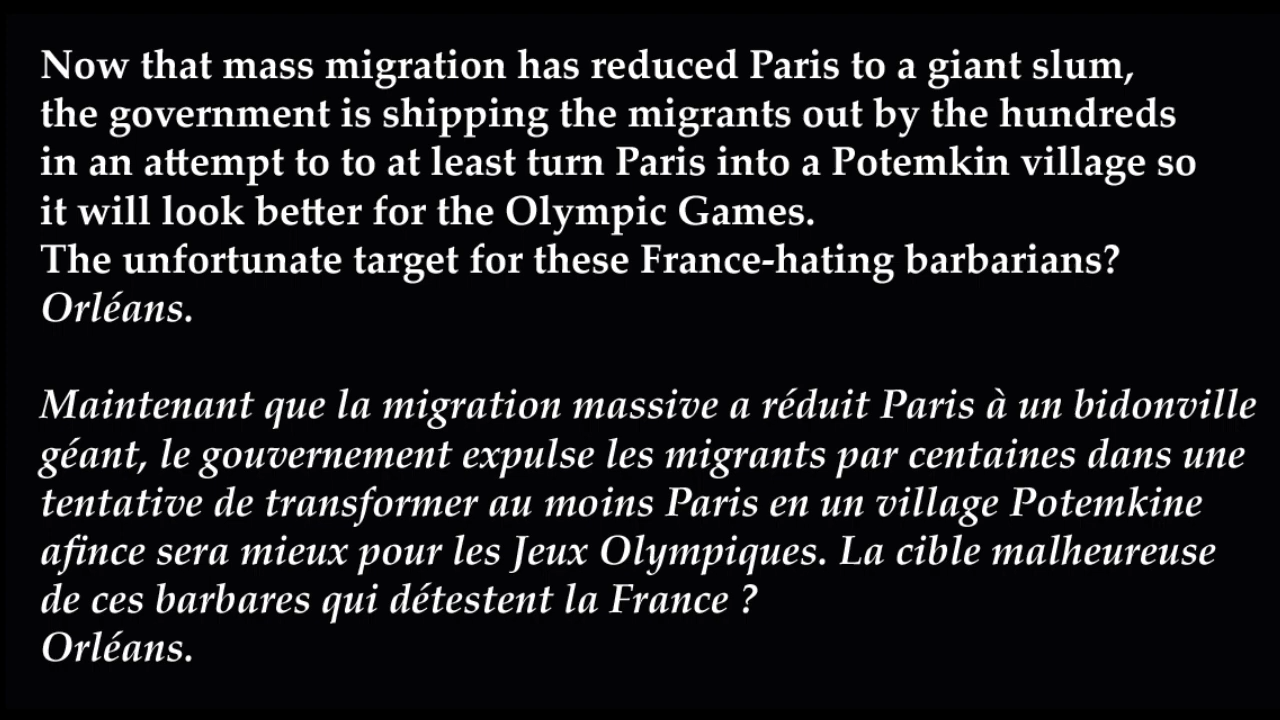 Now that mass migration has reduced Paris to a giant slum,
the government is shipping the migrants out by the hundreds
in an attempt to to at least turn Paris into a Potemkin village so
it will look better for the Olympic Games.
The unfortunate target for these France-hating barbarians?
Orléans.
Maintenant que la migration massive a réduit Paris à un bidonville
géant, le gouvernement expulse les migrants par centaines dans une
tentative de transformer au moins Paris en un village Potemkine
afince sera mieux pour les Jeux Olympiques. La cible malheureuse
de ces barbares qui détestent la France ?
Orléans.